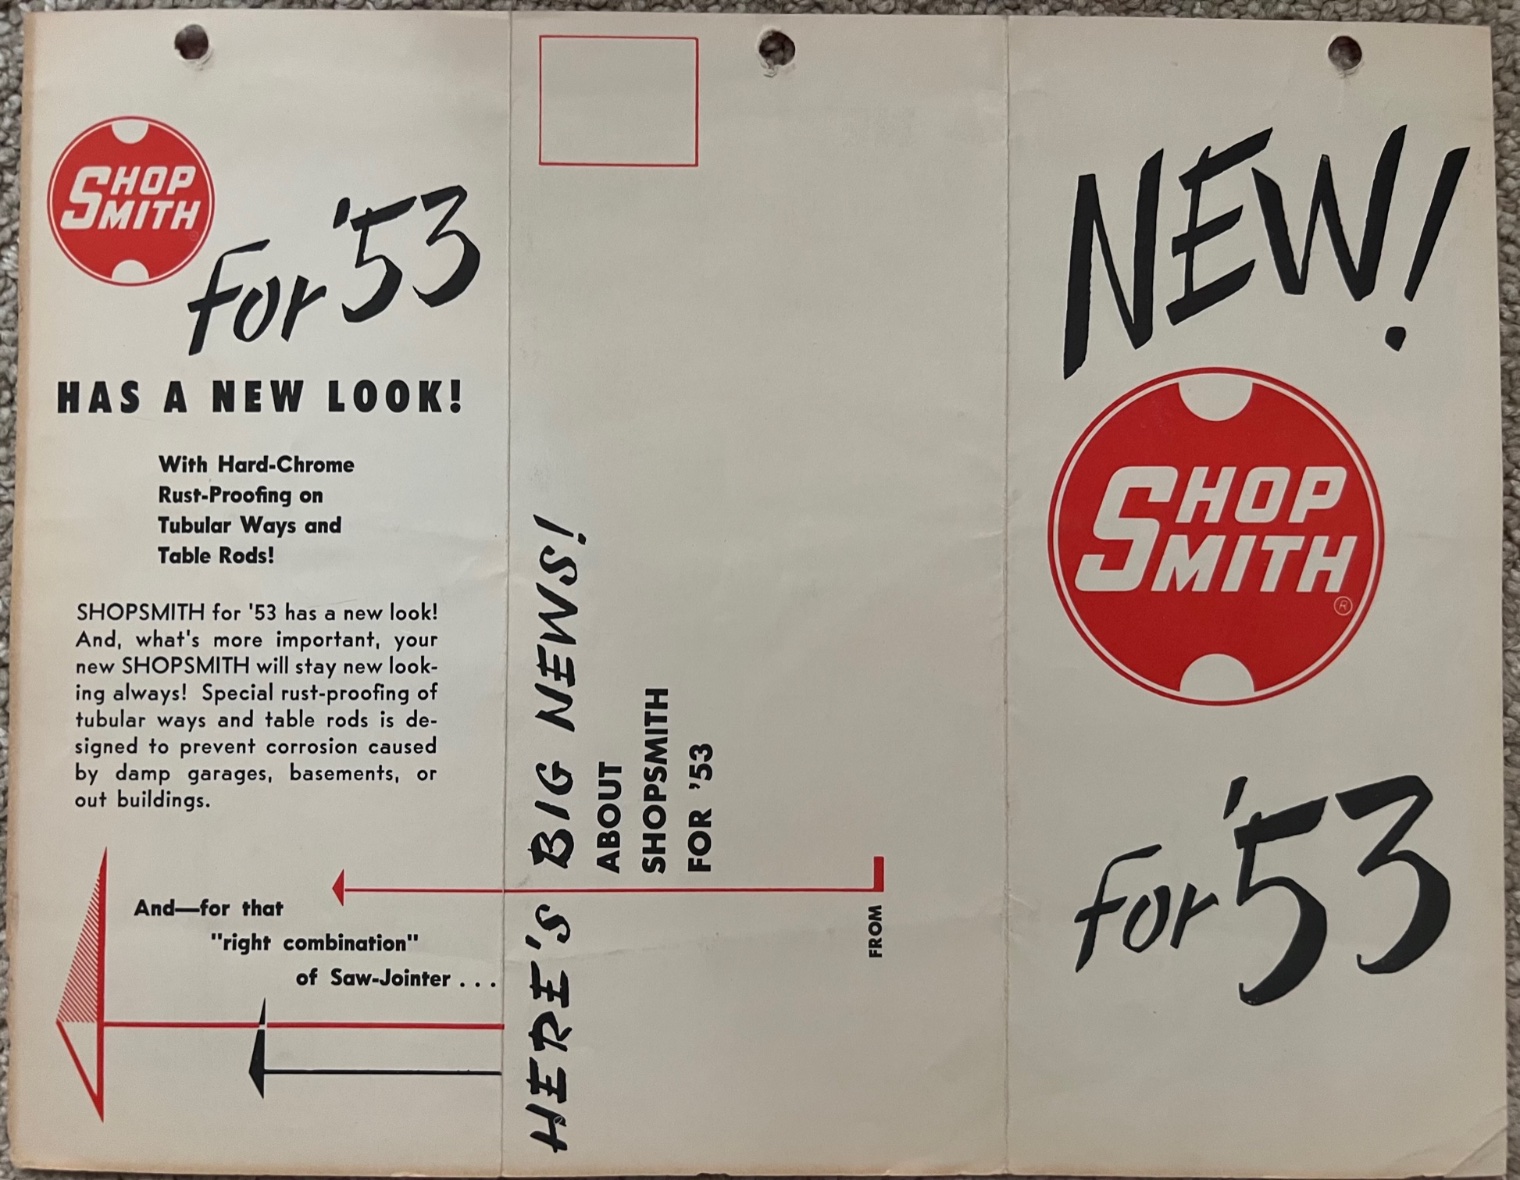 SHOP
SMITH
for '53
HAS A NEW LOOK!
With Hard-Chrome
Rust-Proofing on
Tubular Ways and
Table Rods!
SHOPSMITH for '53 has a new look!
And, what's more important, your
new SHOPSMITH will stay new look-
ing always! Special rust-proofing of
tubular ways and table rods is de-
signed to prevent corrosion caused
by damp garages, basements, or
out buildings.
And—for that
"right combination"
of Saw-Jointer . . .
HERE'S BIG NEWS!
ABOUT
SHOPSMITH
FOR '53
FROM
NEW!
SHOP
SMITH
®
for '53